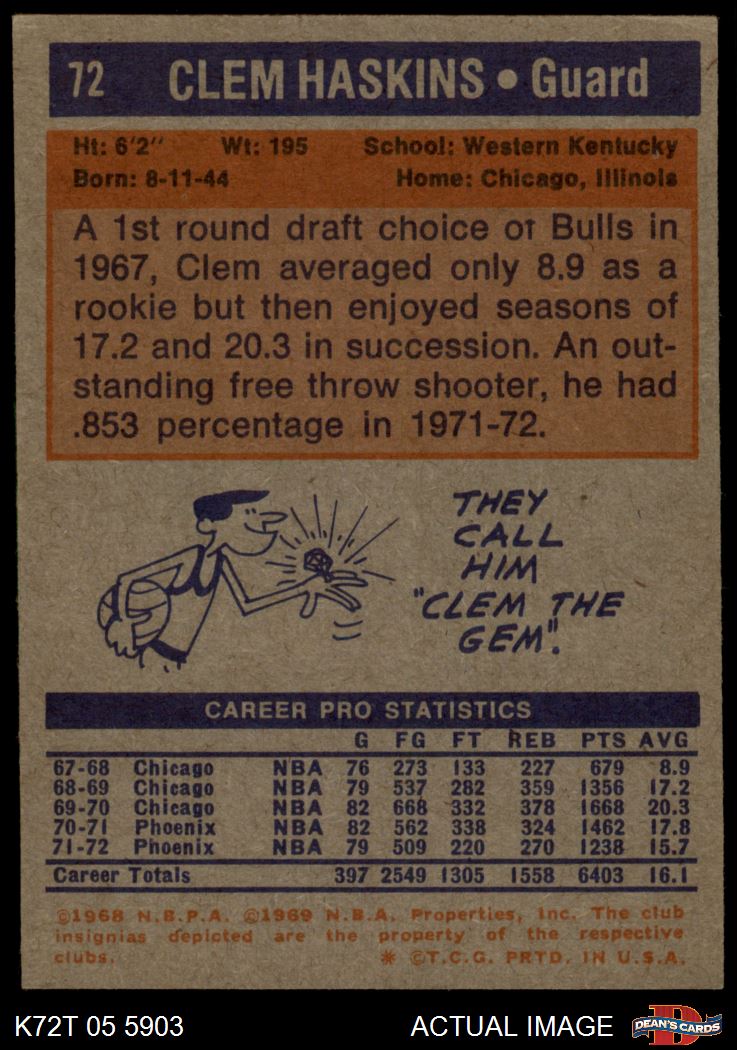 72 CLEM HASKINS • Guard
Ht: 6'2" Wt: 195 School: Western Kentucky
Born: 8-11-44 Home: Chicago, Illinois
A 1st round draft choice of Bulls in
1967, Clem averaged only 8.9 as a
rookie but then enjoyed seasons of
17.2 and 20.3 in succession. An out-
standing free throw shooter, he had
.853 percentage in 1971-72.
THEY
CALL
HIM
"CLEM THE
GEM".
CAREER PRO STATISTICS
G FG FT REB PTS AVG
67-68 Chicago NBA 76 273 133 227 679 8.9
68-69 Chicago NBA 79 537 282 359 1356 17.2
69-70 Chicago NBA 82 668 332 378 1668 20.3
70-71 Phoenix NBA 82 562 338 324 1462 17.8
71-72 Phoenix NBA 79 509 220 270 1238 15.7
Career Totals 397 2549 1305 1558 6403 16.1
©1968 N.B.P.A. ©1969 N.B.A. Properties, Inc. The club
insignias depicted are the property of the respective
clubs. * ©T.C.G. PRTD. IN U.S.A.
K72T 05 5903 ACTUAL IMAGE DEAN'S CARDS